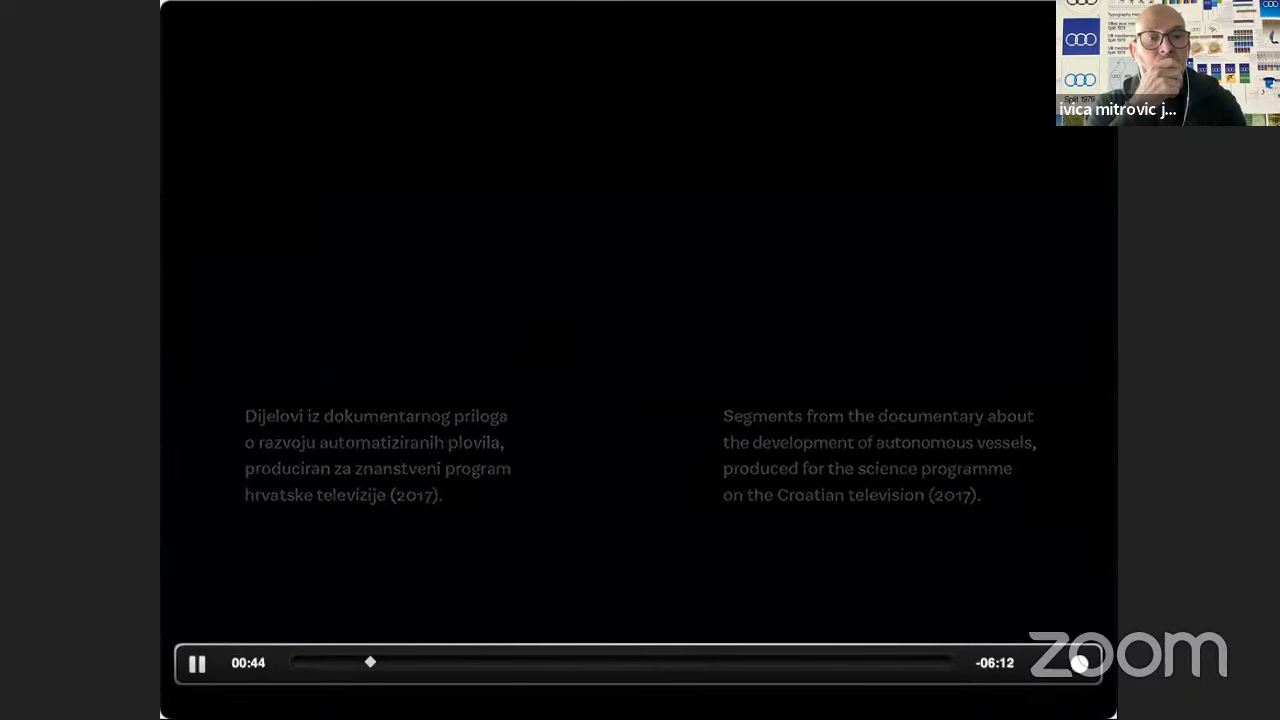 ivica mitrovic j...
Split 1979
Dijelovi iz dokumentarnog priloga
o razvoju automatiziranih plovila,
produciran za znanstveni program
hrvatske televizije (2017).
Segments from the documentary about
the development of autonomous vessels,
produced for the science programme
on the Croatian television (2017).
00:44
-06:12
zoom